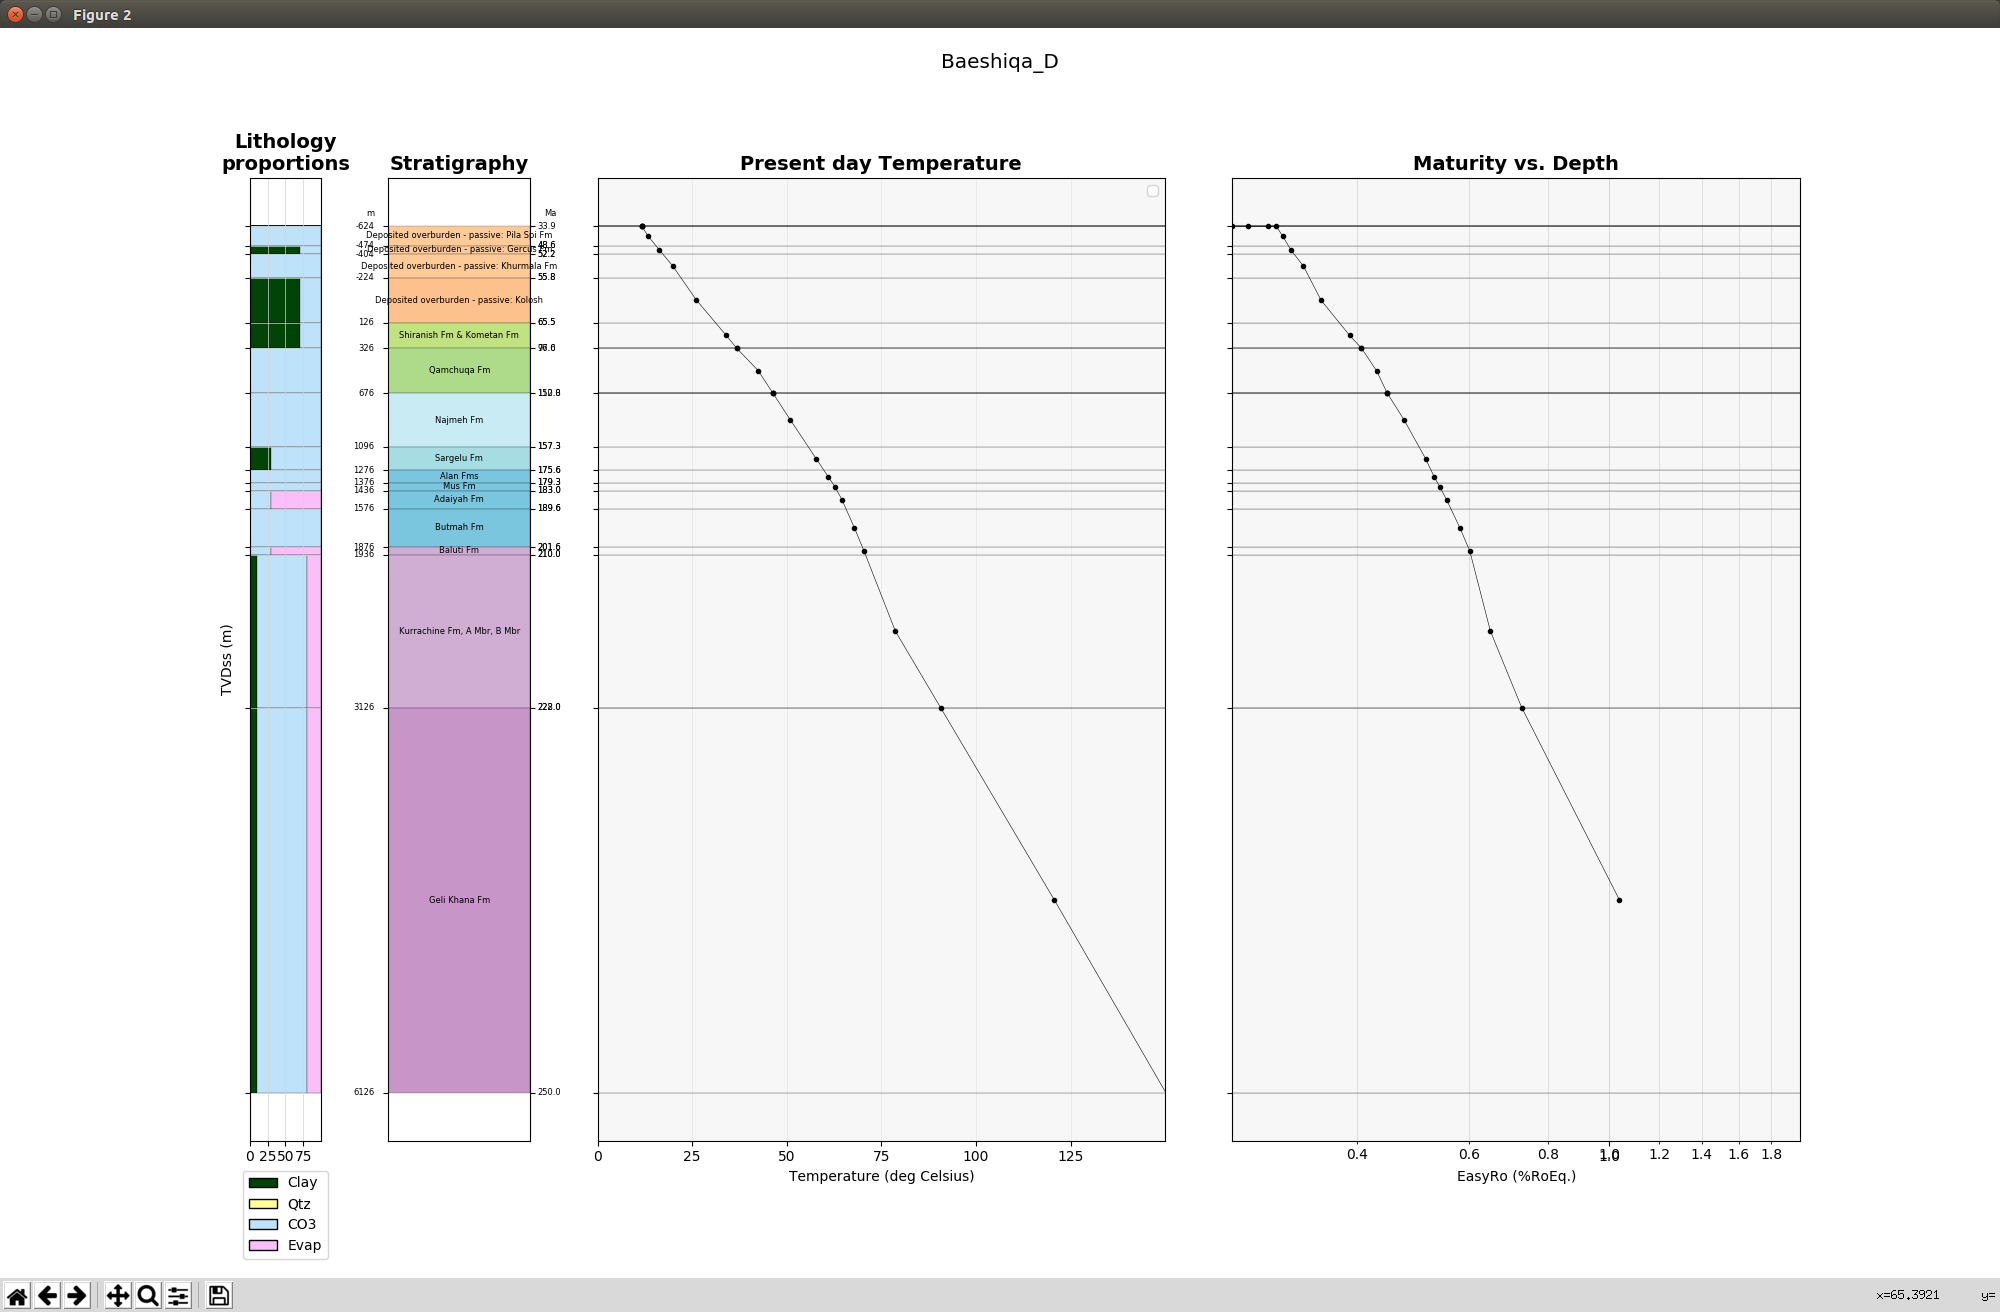 Figure 2
Baeshiqa_D
Lithology
proportions
Stratigraphy
Present day Temperature
Maturity vs. Depth
m
Ma
-624
33.9
Deposited overburden - passive: Pila Spi Fm
-474
48.6
Deposited overburden - passive: Gercus Fm
-404
52.2
Deposited overburden - passive: Khurmala Fm
-224
55.8
Deposited overburden - passive: Kolosh
126
65.5
Shiranish Fm & Kometan Fm
326
Qamchuqa Fm
676
Najmeh Fm
1096
157.3
Sargelu Fm
1276
175.6
Alan Fms
1376
179.3
Mus Fm
1436
183.0
Adaiyah Fm
1576
189.6
Butmah Fm
1876
201.6
Baluti Fm
1936
210.0
Kurrachine Fm, A Mbr, B Mbr
TVDss (m)
3126
Geli Khana Fm
6126
250.0
0 25 50 75
0 25 50 75 100 125
0.4 0.6 0.8 1.0 1.2 1.4 1.6 1.8
Temperature (deg Celsius)
EasyRo (%RoEq.)
Clay
Qtz
CO3
Evap
x=65.3921 y=